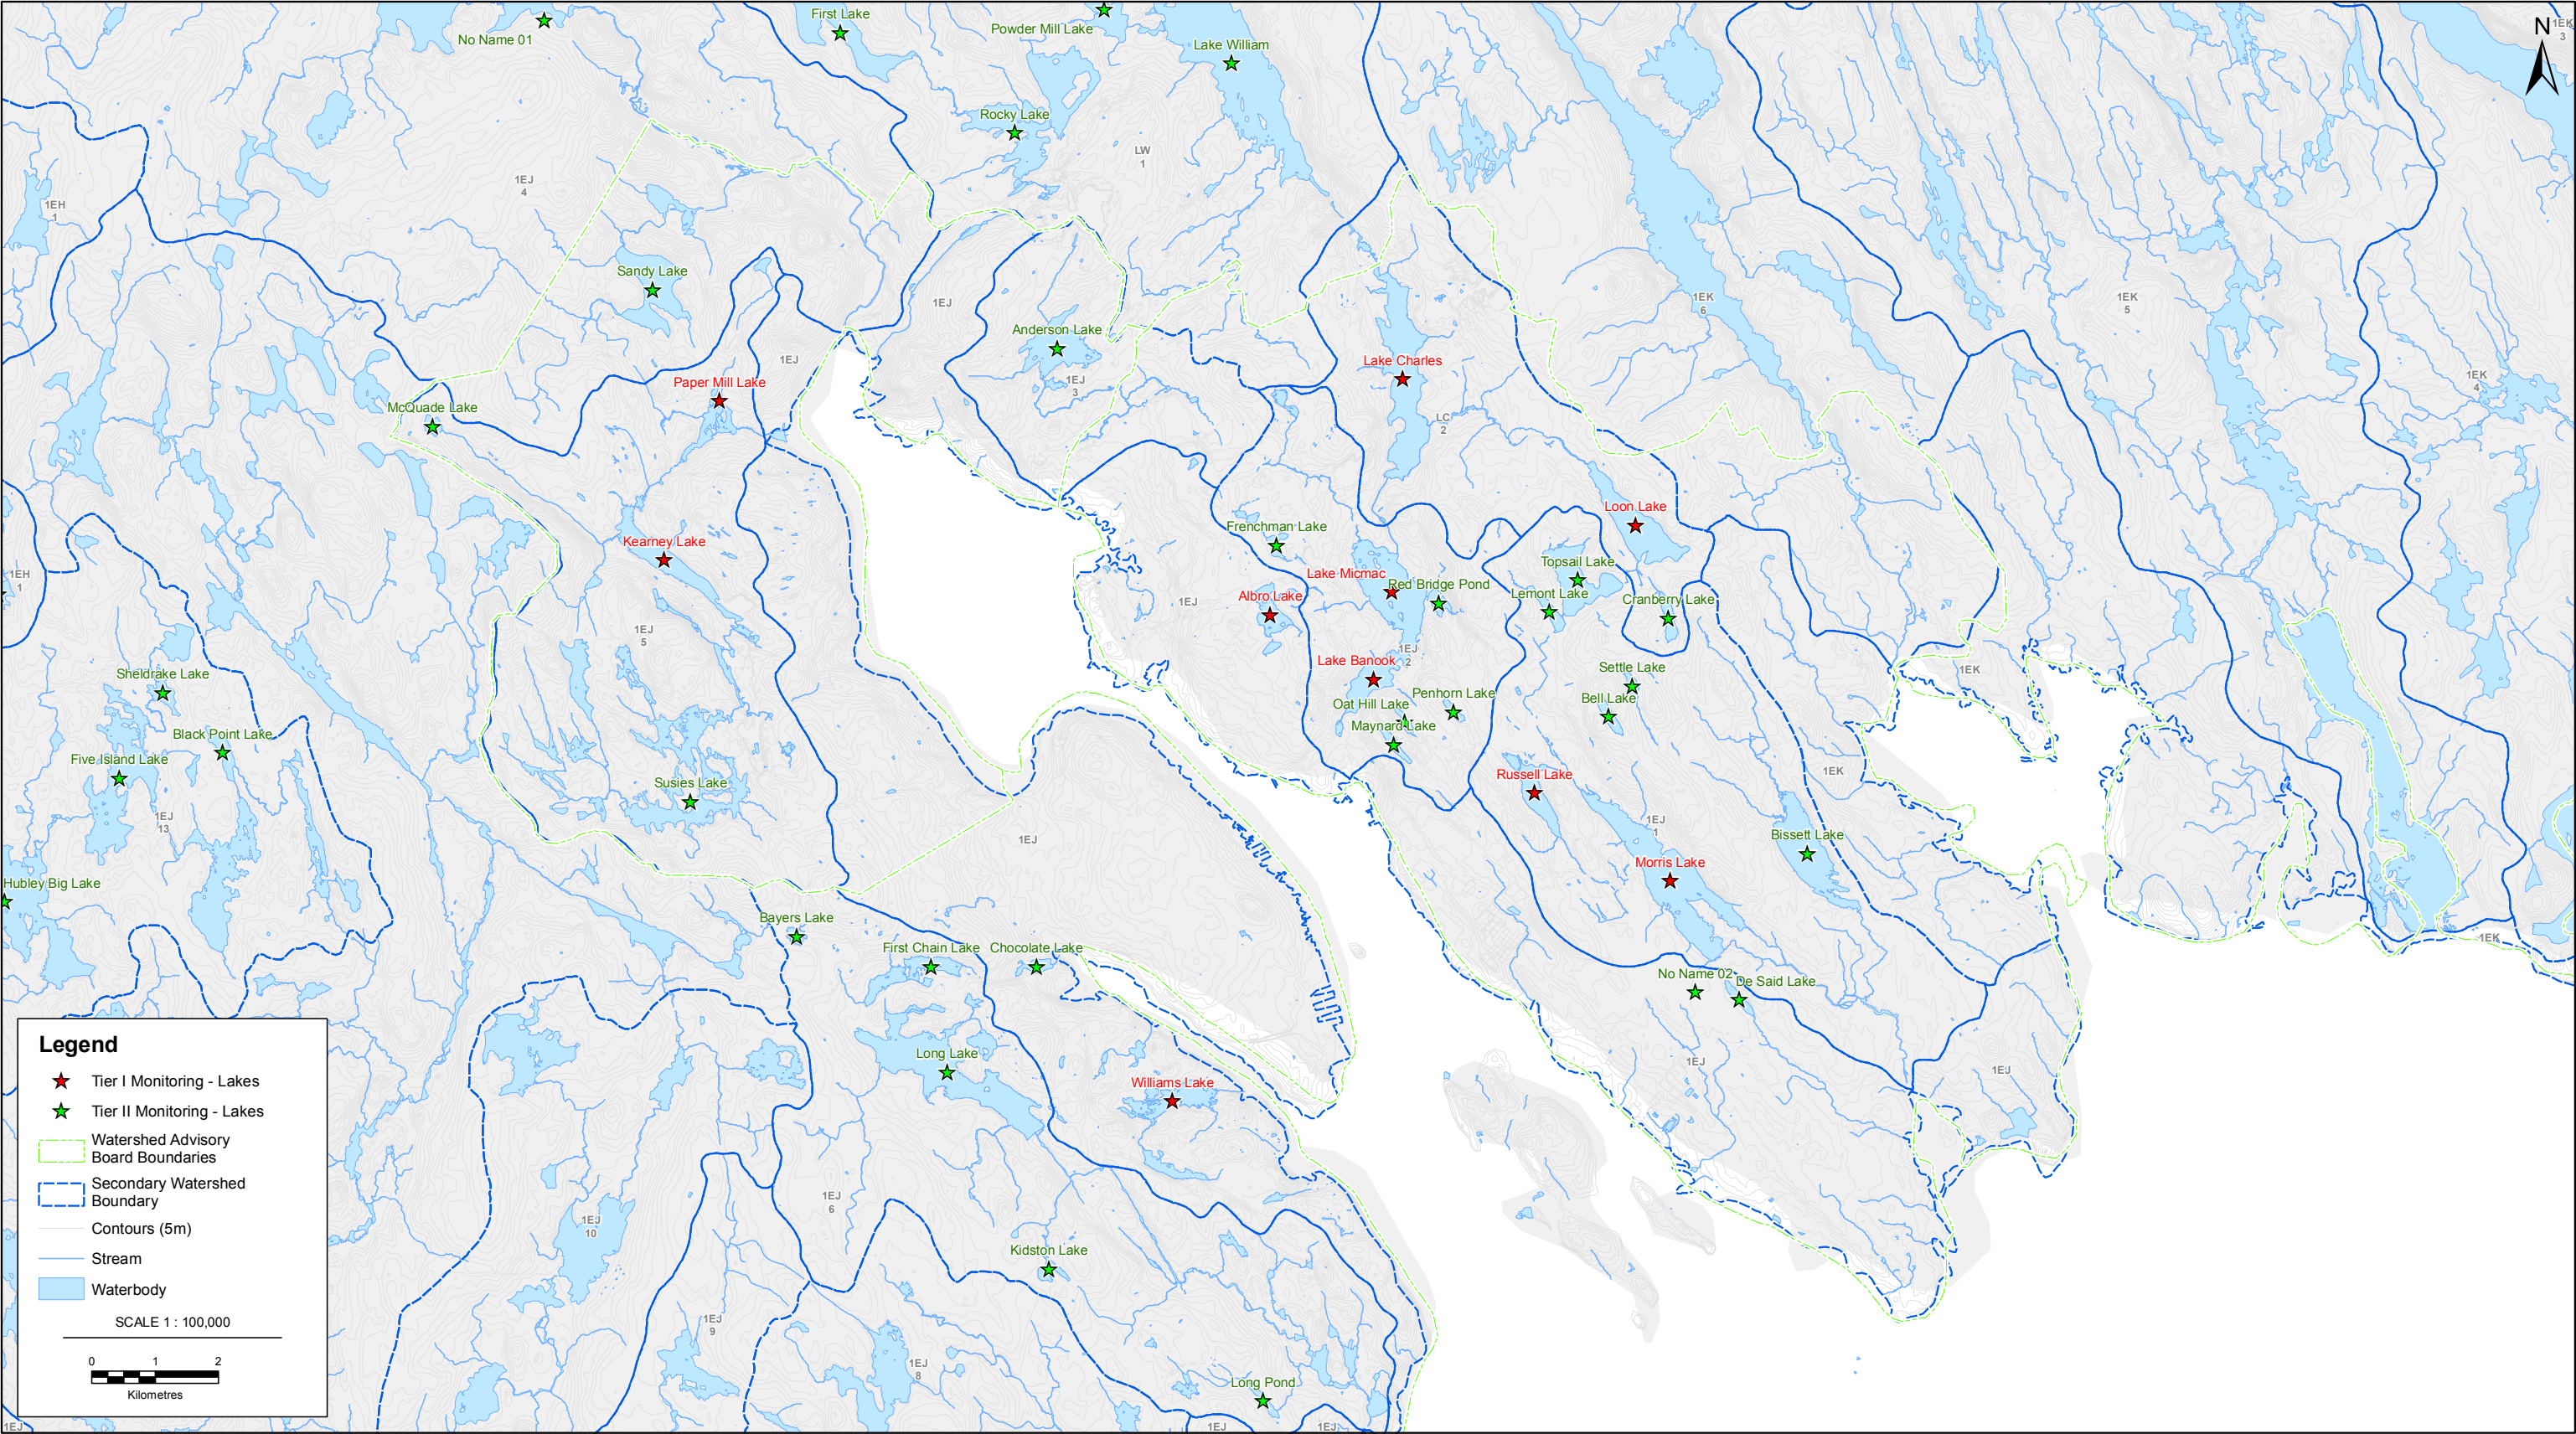 First Lake
No Name 01
Powder Mill Lake
Lake William
N
1EK
3
Rocky Lake
LW
1
1EJ
4
1EH
1
Sandy Lake
1EJ
1EK
6
1EK
5
Anderson Lake
1EJ
Lake Charles
1EJ
3
Paper Mill Lake
1EK
4
McQuade Lake
LC
2
Loon Lake
Frenchman Lake
Kearney Lake
Topsail Lake
1EH
1
Lake Micmac
Red Bridge Pond
Albro Lake
Lemont Lake
Cranberry Lake
1EJ
1EJ
5
1EJ
2
Lake Banook
Settle Lake
1EK
Sheldrake Lake
Penhorn Lake
Bell Lake
Oat Hill Lake
Maynard Lake
Black Point Lake
Five Island Lake
Russell Lake
1EK
Susies Lake
1EJ
13
1EJ
1EJ
1
Bissett Lake
Morris Lake
Hubley Big Lake
Bayers Lake
1EK
First Chain Lake
Chocolate Lake
No Name 02
De Said Lake
Long Lake
1EJ
1EJ
Williams Lake
Legend
Tier I Monitoring - Lakes
Tier II Monitoring - Lakes
Watershed Advisory
Board Boundaries
Secondary Watershed
Boundary
Contours (5m)
Stream
Waterbody
SCALE 1 : 100,000
0 1 2
Kilometres
1EJ
6
1EJ
10
Kidston Lake
1EJ
9
1EJ
8
Long Pond
1EJ
1EJ
1EJ